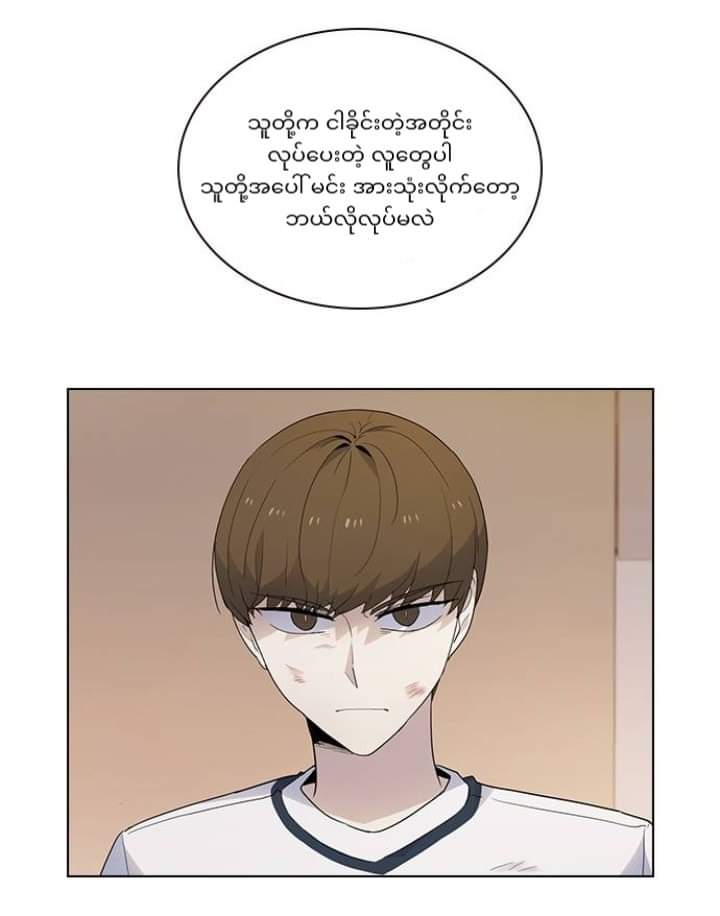 သူတို့က ငါခိုင်းတဲ့အတိုင်း
လုပ်ပေးတဲ့ လူတွေပါ
သူတို့အပေါ် မင်း အားသုံးလိုက်တော့
ဘယ်လိုလုပ်မလဲ